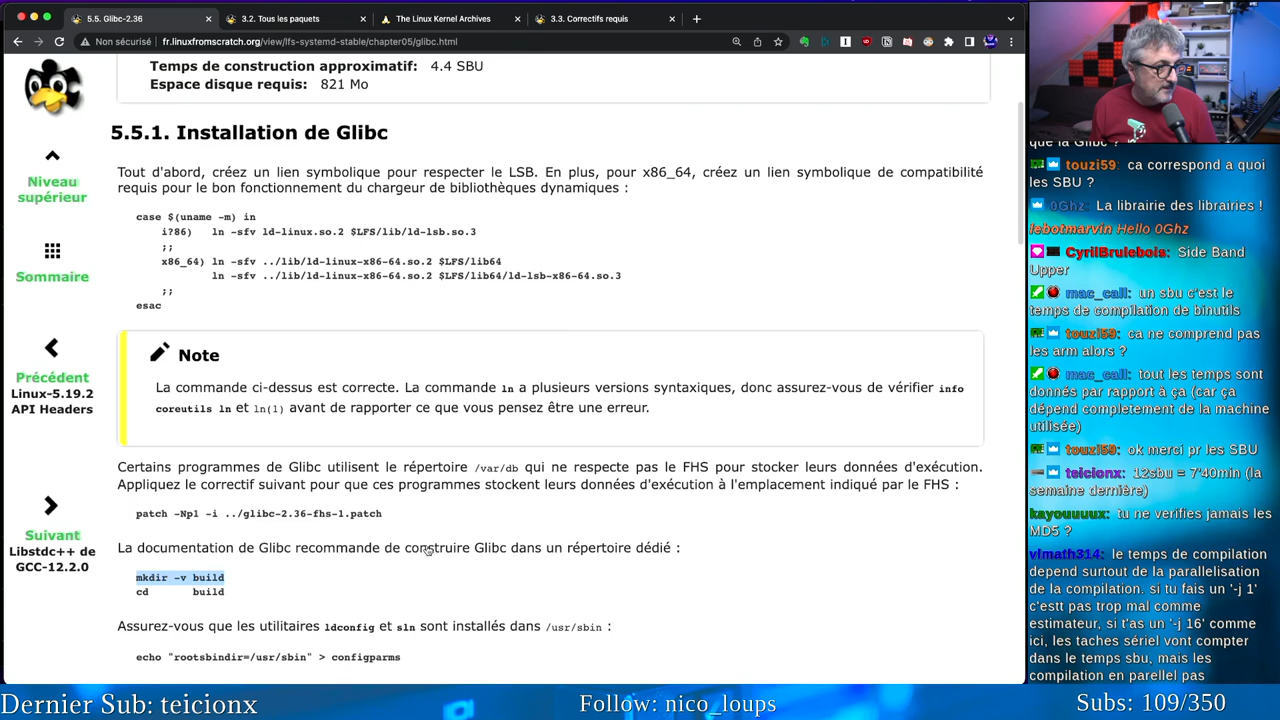 5.5. Glibc-2.36
3.2. Tous les paquets
The Linux Kernel Archives
3.3. Correctifs requis
Non sécurisé
fr.linuxfromscratch.org/view/lfs-systemd-stable/chapter05/glibc.html
Temps de construction approximatif: 4.4 SBU
Espace disque requis: 821 Mo
5.5.1. Installation de Glibc
Tout d'abord, créez un lien symbolique pour respecter le LSB. En plus, pour x86_64, créez un lien symbolique de compatibilité
requis pour le bon fonctionnement du chargeur de bibliothèques dynamiques :
case $(uname -m) in
i?86) ln -sfv ld-linux.so.2 $LFS/lib/ld-lsb.so.3
;;
x86_64) ln -sfv ../lib/ld-linux-x86-64.so.2 $LFS/lib64
ln -sfv ../lib/ld-linux-x86-64.so.2 $LFS/lib64/ld-lsb-x86-64.so.3
;;
esac
Note
La commande ci-dessus est correcte. La commande ln a plusieurs versions syntaxiques, donc assurez-vous de vérifier info
coreutils ln et ln(1) avant de rapporter ce que vous pensez être une erreur.
Certains programmes de Glibc utilisent le répertoire /var/db qui ne respecte pas le FHS pour stocker leurs données d'exécution.
Appliquez le correctif suivant pour que ces programmes stockent leurs données d'exécution à l'emplacement indiqué par le FHS :
patch -Np1 -i ../glibc-2.36-fhs-1.patch
La documentation de Glibc recommande de construire Glibc dans un répertoire dédié :
mkdir -v build
cd build
Assurez-vous que les utilitaires ldconfig et sln sont installés dans /usr/sbin :
echo "rootsbindir=/usr/sbin" > configparms
Niveau
supérieur
Sommaire
Précédent
Linux-5.19.2
API Headers
Suivant
Libstdc++ de
GCC-12.2.0
que la Glibc ?
touzi59: ca correspond a quoi
les SBU ?
0Ghz: La librairie des librairies !
lebotmarvin Hello 0Ghz
CyrilBrulebois: Side Band
Upper
mac_call: un sbu c'est le
temps de compilation de binutils
touzi59: ca ne comprend pas
les arm alors ?
mac_call: tout les temps sont
donnés par rapport à ça (car ça
dépend completement de la machine
utilisée)
touzi59: ok merci pr les SBU
teicionx: 12sbu = 7'40min (la
semaine dernière)
kayouuuux: tu ne verifies jamais les
MD5 ?
vlmath314: le temps de compilation
depend surtout de la parallelisation
de la compilation. si tu fais un '-j 1'
c'estt pas trop mal comme
estimateur, si t'as un '-j 16' comme
ici, les taches sériel vont compter
dans le temps sbu, mais les
compilation en parellel pas
Dernier Sub: teicionx
Follow: nico_loups
Subs: 109/350